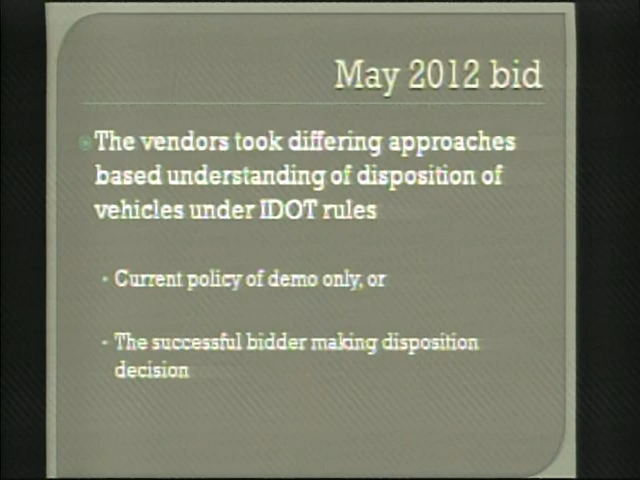 May 2012 bid
The vendors took differing approaches
based understanding of disposition of
vehicles under IDOT rules
Current policy of demo only, or
The successful bidder making disposition
decision